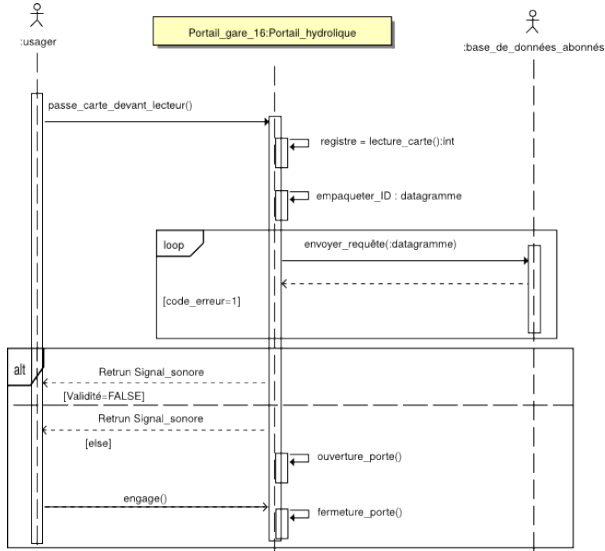 :usager
Portail_gare_16:Portail_hydrolique
:base_de_données_abonnés
passe_carte_devant_lecteur()
registre = lecture_carte():int
empaqueter_ID : datagramme
loop
envoyer_requête(:datagramme)
[code_erreur=1]
alt
Retrun Signal_sonore
[Validité=FALSE]
Retrun Signal_sonore
[else]
ouverture_porte()
engage()
fermeture_porte()